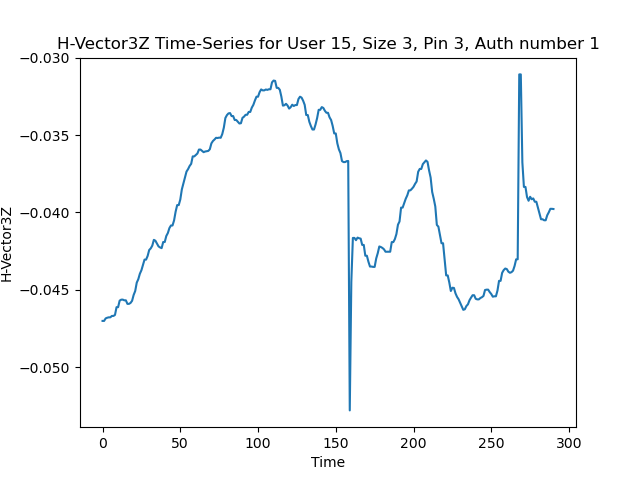 H-Vector3Z Time-Series for User 15, Size 3, Pin 3, Auth number 1
−0.030
−0.035
−0.040
−0.045
−0.050
H-Vector3Z
0 50 100 150 200 250 300
Time